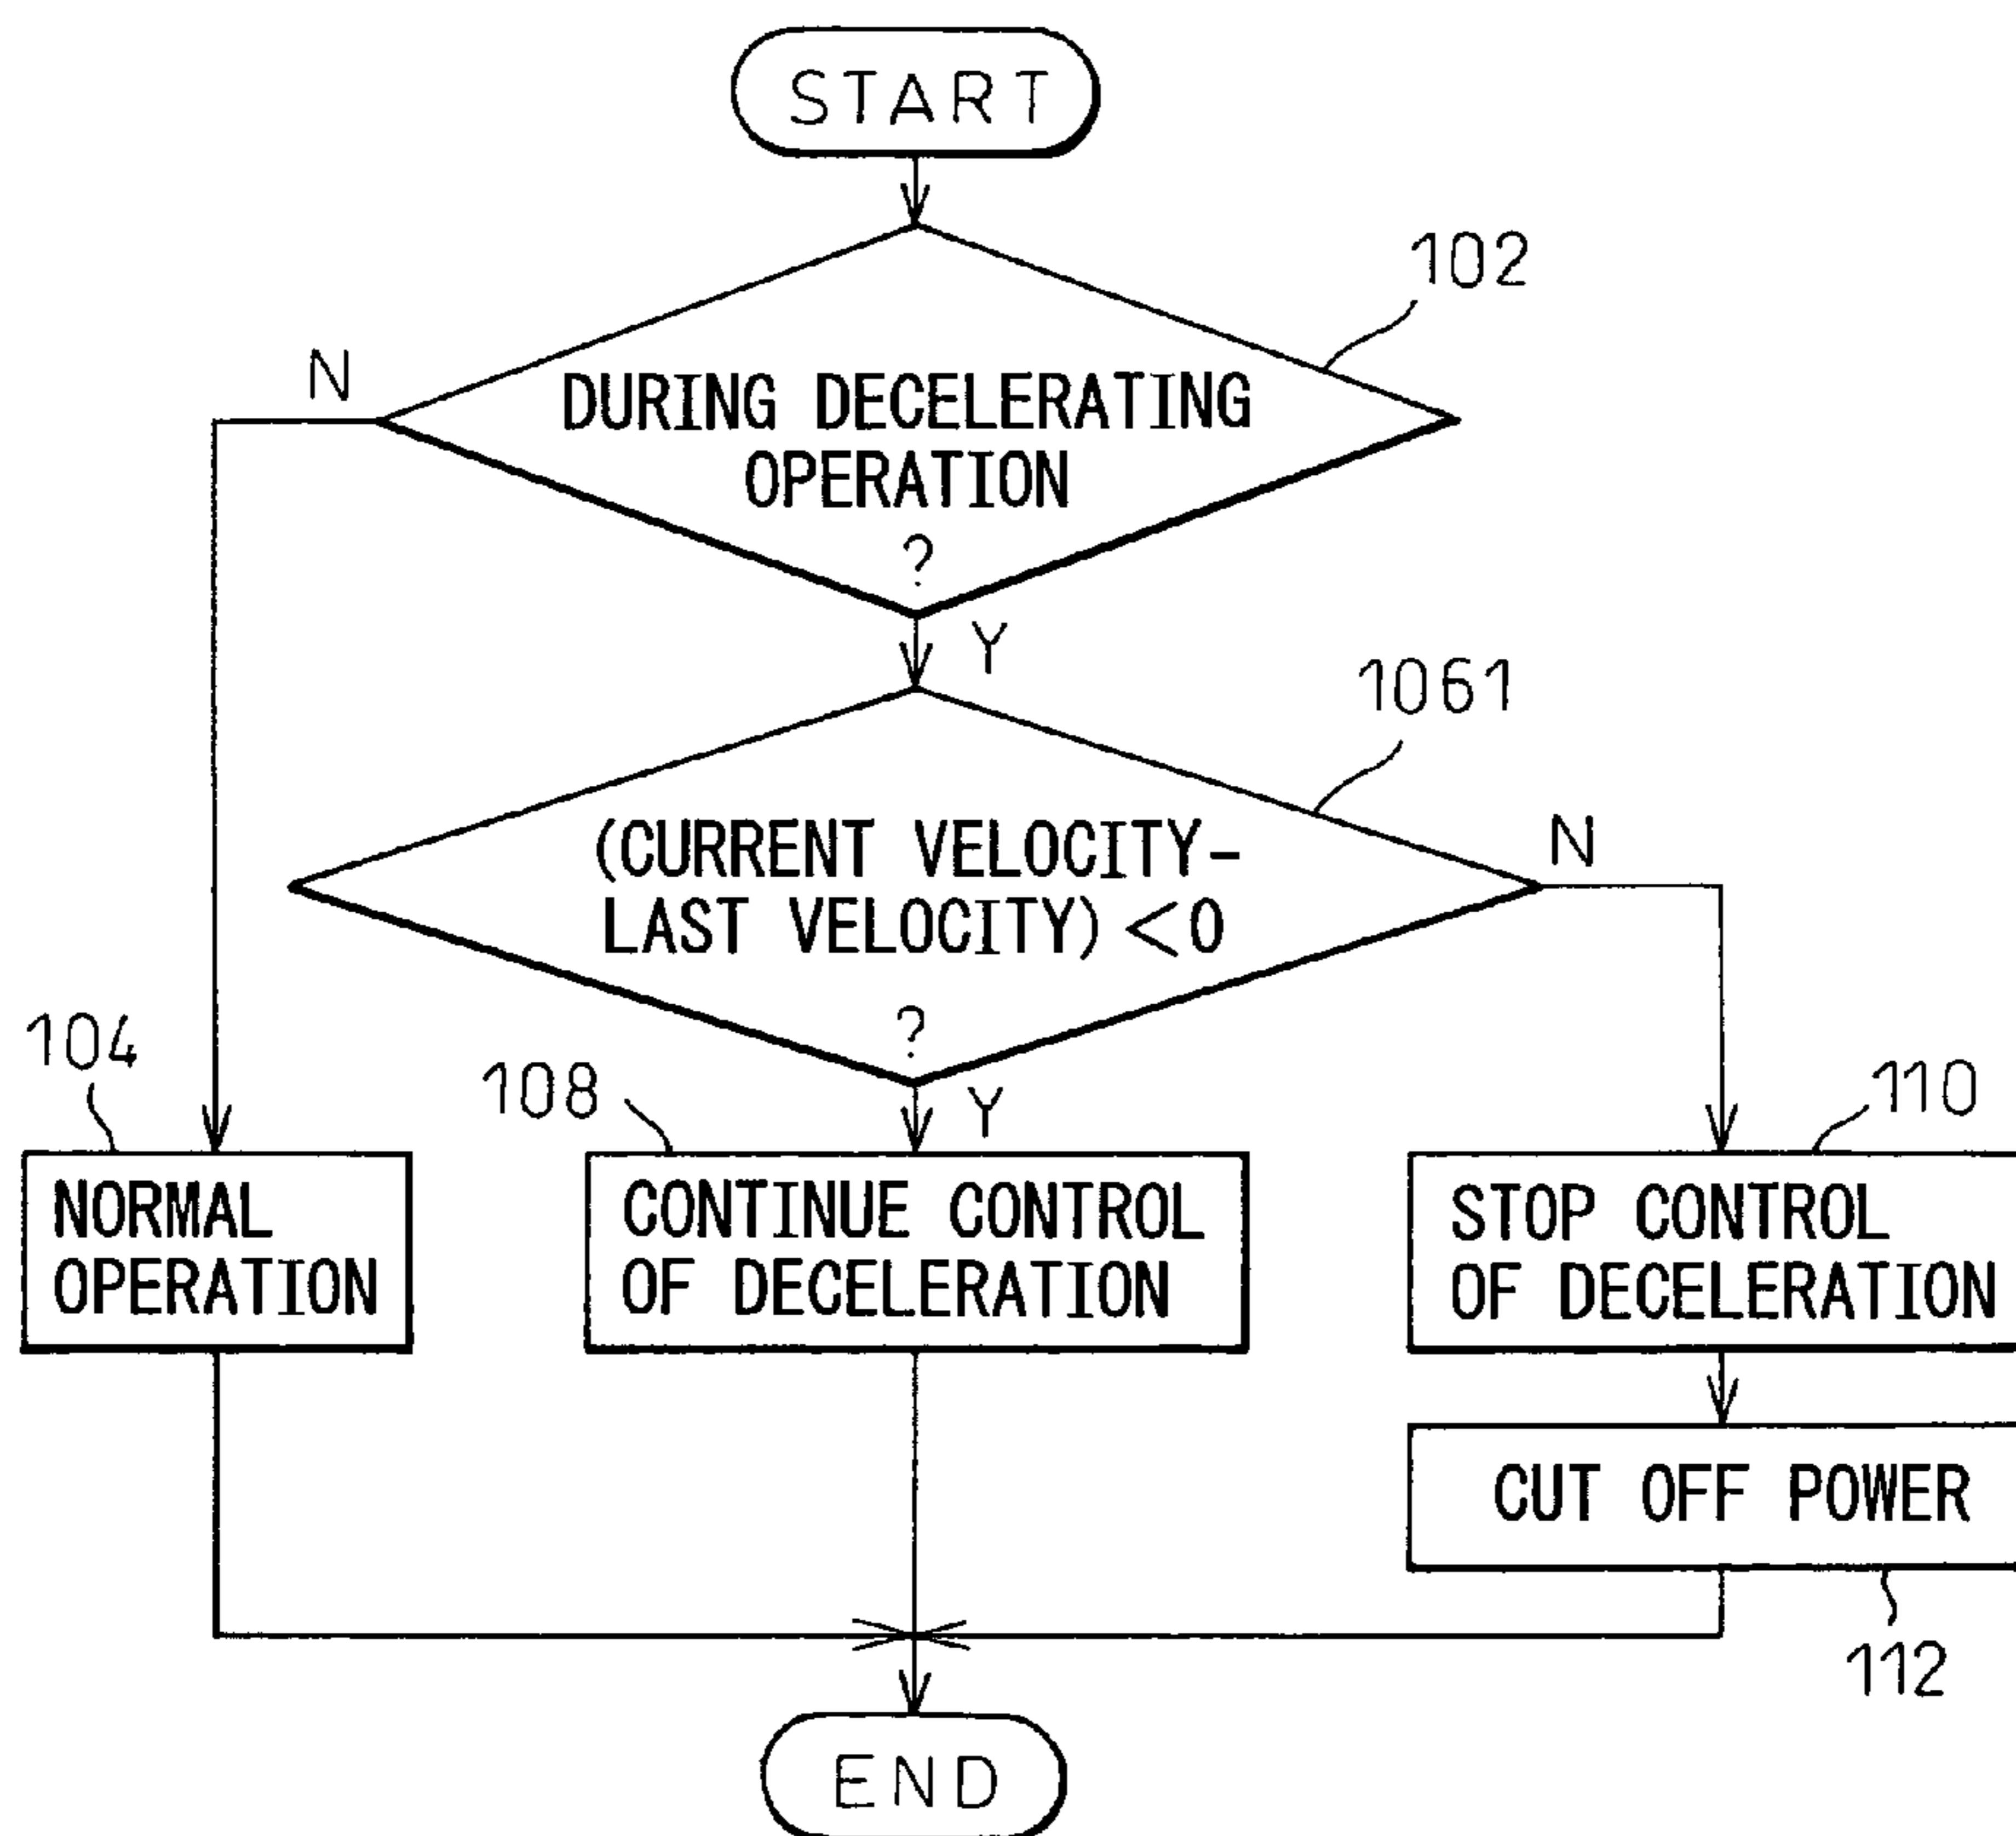 START
102
N
DURING DECELERATING
OPERATION
?
Y
1061
(CURRENT VELOCITY-
LAST VELOCITY) <0
?
N
Y
104
NORMAL
OPERATION
108
CONTINUE CONTROL
OF DECELERATION
110
STOP CONTROL
OF DECELERATION
CUT OFF POWER
112
END